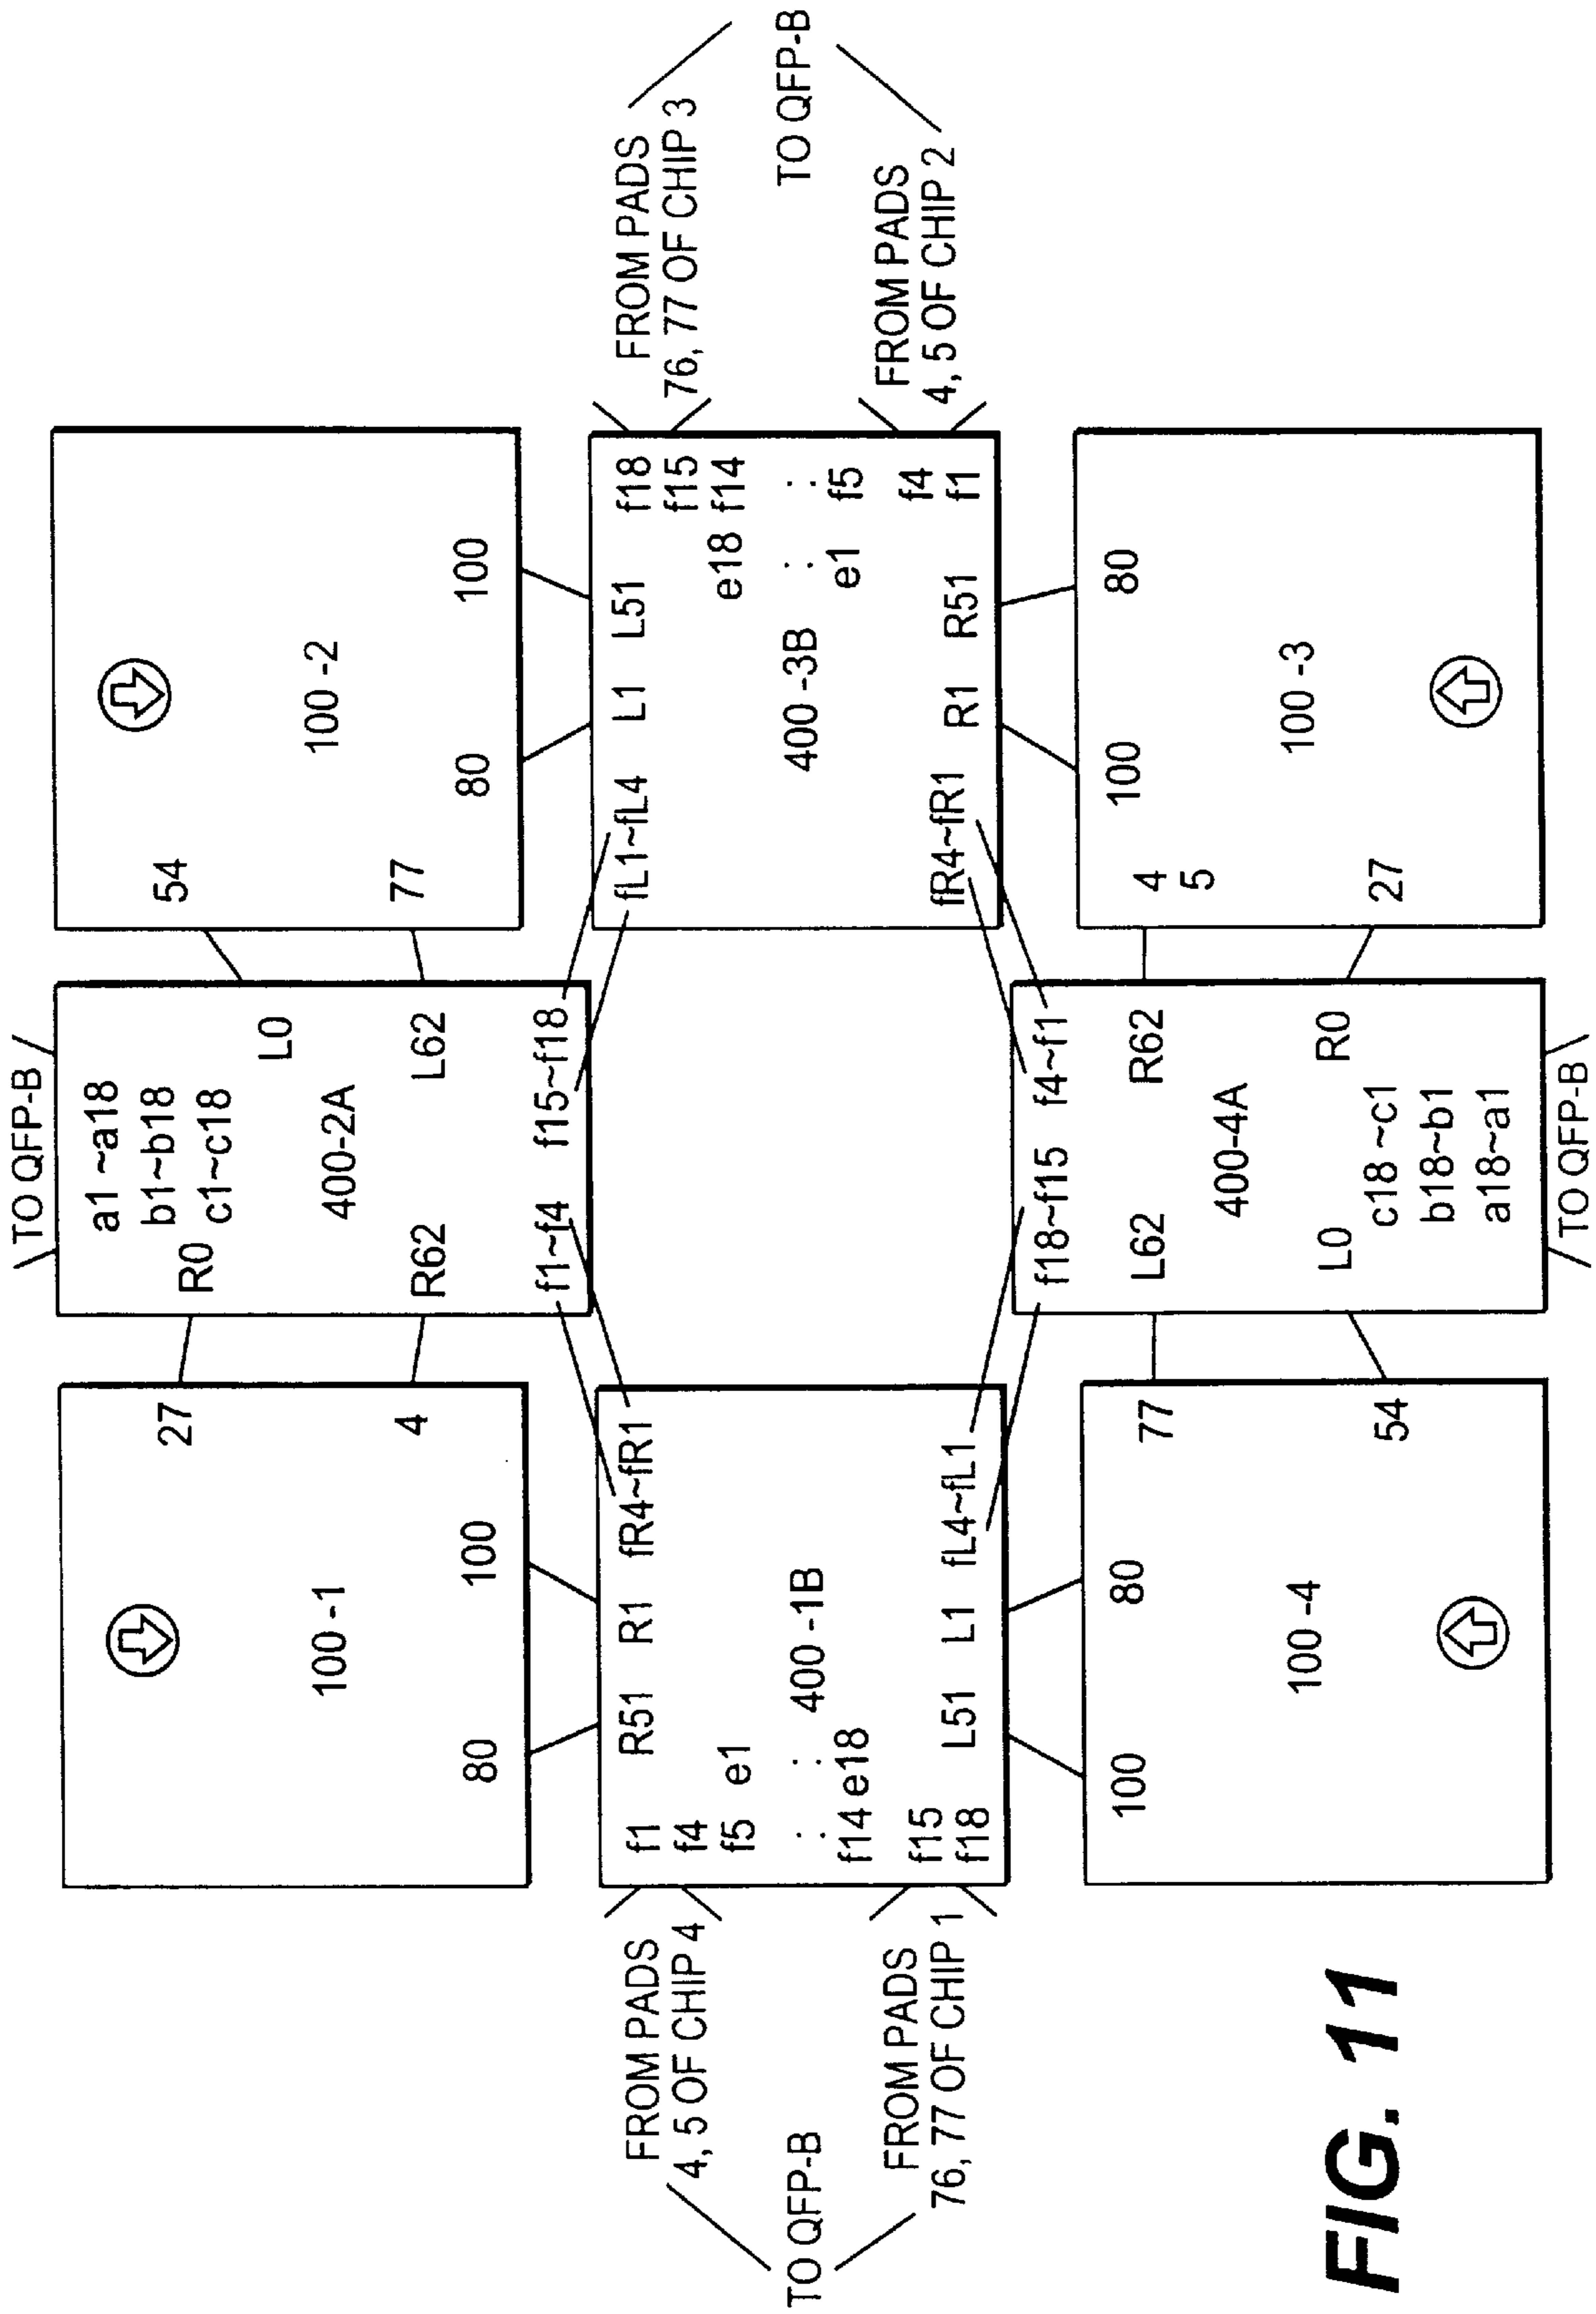 TO QFP-B
27
4
100 -1
80
100
R0
a1 ~a18
b1~b18
c1~c18
L0
400-2A
R62
L62
f1~f4
f15~f18
54
77
100 -2
80
100
FROM PADS
4, 5 OF CHIP 4
TO QFP-B
FROM PADS
76, 77 OF CHIP 1
f1
R51
R1
fR4~fR1
f4
f5
e1
:
:
400 -1B
f14 e18
f15
f18
L51
L1
fL4~fL1
fL1~fL4
L1
L51
f18
f15
e18 f14
400 -3B
:
:
e1
f5
f4
fR4~fR1
R1
R51
f1
FROM PADS
76, 77 OF CHIP 3
TO QFP-B
FROM PADS
4, 5 OF CHIP 2
100
80
77
100 -4
54
f18~f15
f4~f1
L62
R62
400-4A
L0
R0
c18 ~c1
b18~b1
a18~a1
TO QFP-B
4
5
100
80
27
100 -3
FIG. 11